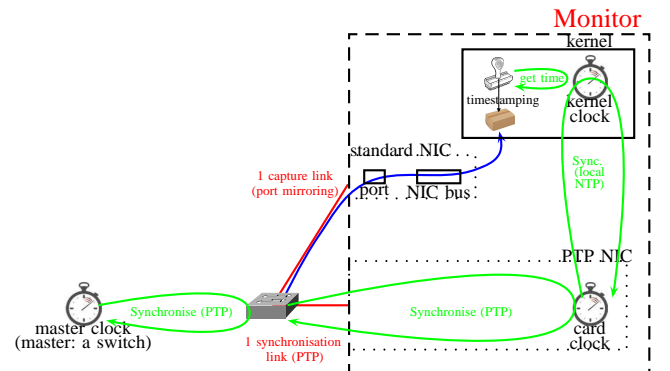 Monitor
kernel
get time
timestamping
kernel
clock
standard NIC
1 capture link
(port mirroring)
port
NIC bus
Sync.
(local
NTP)
PTP NIC
Synchronise (PTP)
Synchronise (PTP)
master clock
(master: a switch)
1 synchronisation
link (PTP)
card
clock